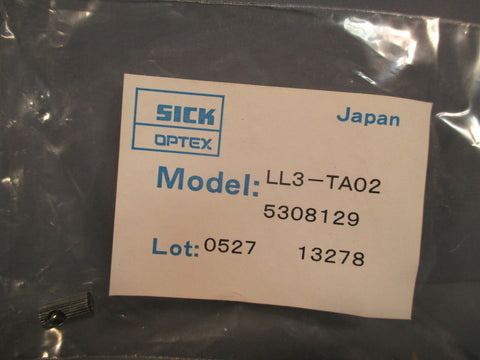 SICK
OPTEX
Japan
Model: LL3-TA02
5308129
Lot: 0527 13278